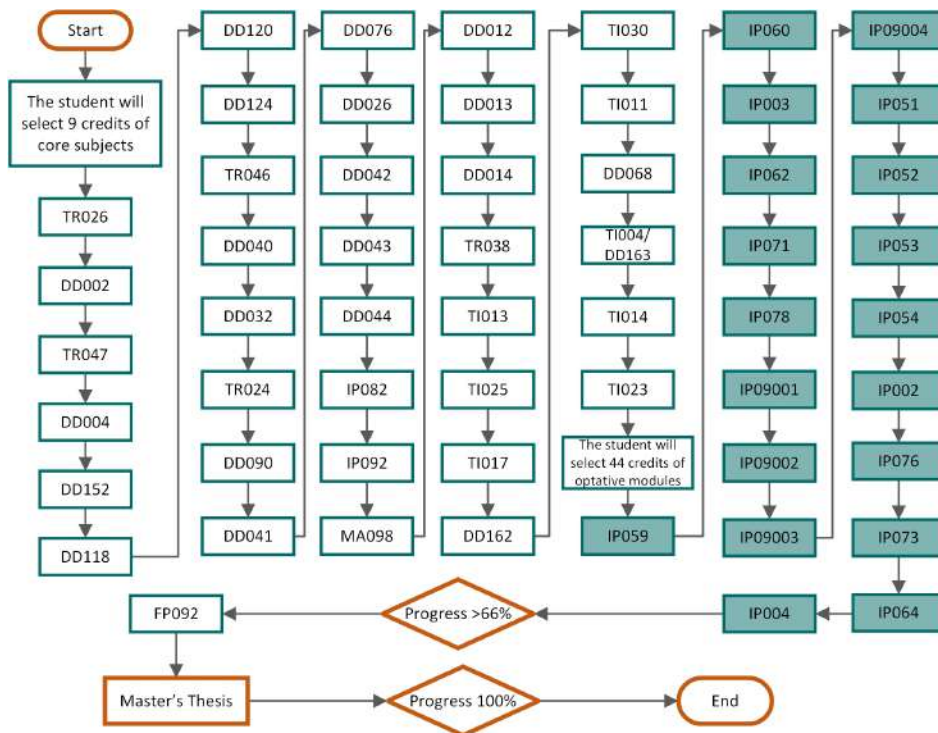 Start
The student will
select 9 credits of
core subjects
TR026
DD002
TR047
DD004
DD152
DD118
DD120
DD124
TR046
DD040
DD032
TR024
DD090
DD041
DD076
DD026
DD042
DD043
DD044
IP082
IP092
MA098
DD012
DD013
DD014
TR038
TI013
TI025
TI017
DD162
TI030
TI011
DD068
TI004/
DD163
TI014
TI023
The student will
select 44 credits of
optative modules
IP059
IP060
IP003
IP062
IP071
IP078
IP09001
IP09002
IP09003
IP09004
IP051
IP052
IP053
IP054
IP002
IP076
IP073
IP064
IP004
Progress >66%
FP092
Master's Thesis
Progress 100%
End